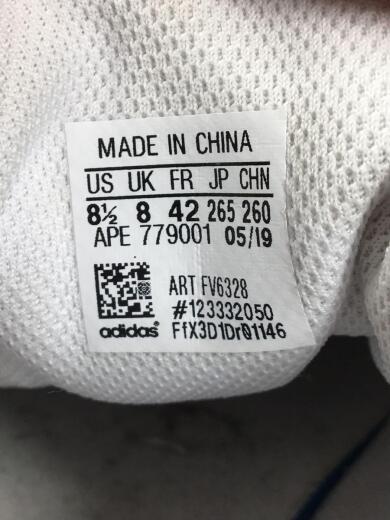 MADE IN CHINA
US UK FR JP CHN
8½ 8 42 265 260
APE 779001 05/19
ART FV6328
#123332050
adidas FfX3D1Dr01146